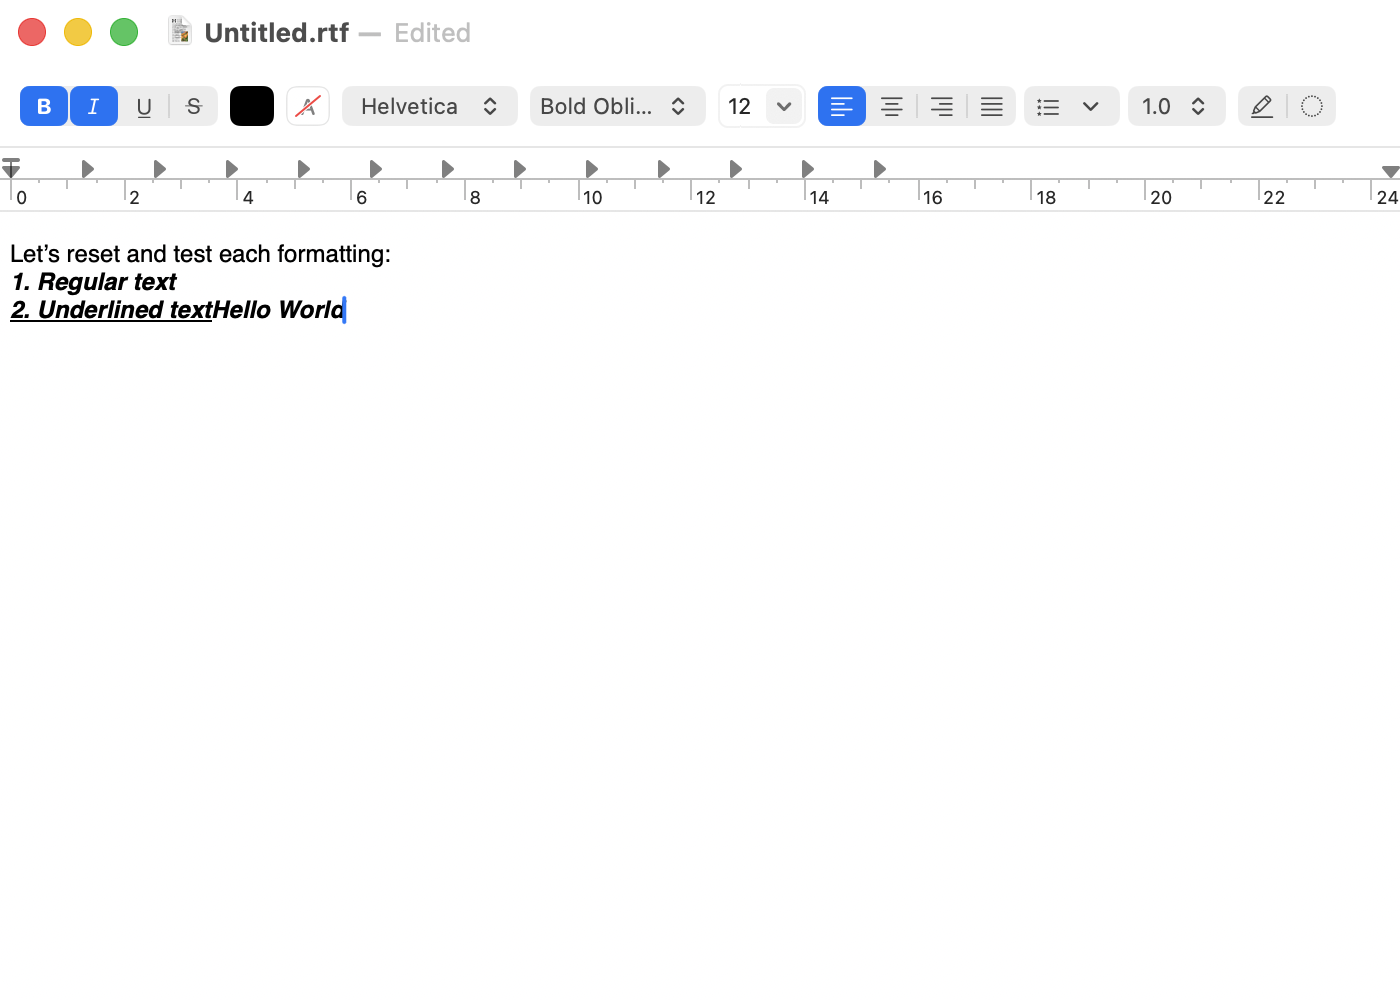 Untitled.rtf — Edited
B I U S A Helvetica Bold Obli... 12 1.0
0 2 4 6 8 10 12 14 16 18 20 22 24
Let’s reset and test each formatting:
1. Regular text
2. Underlined textHello World